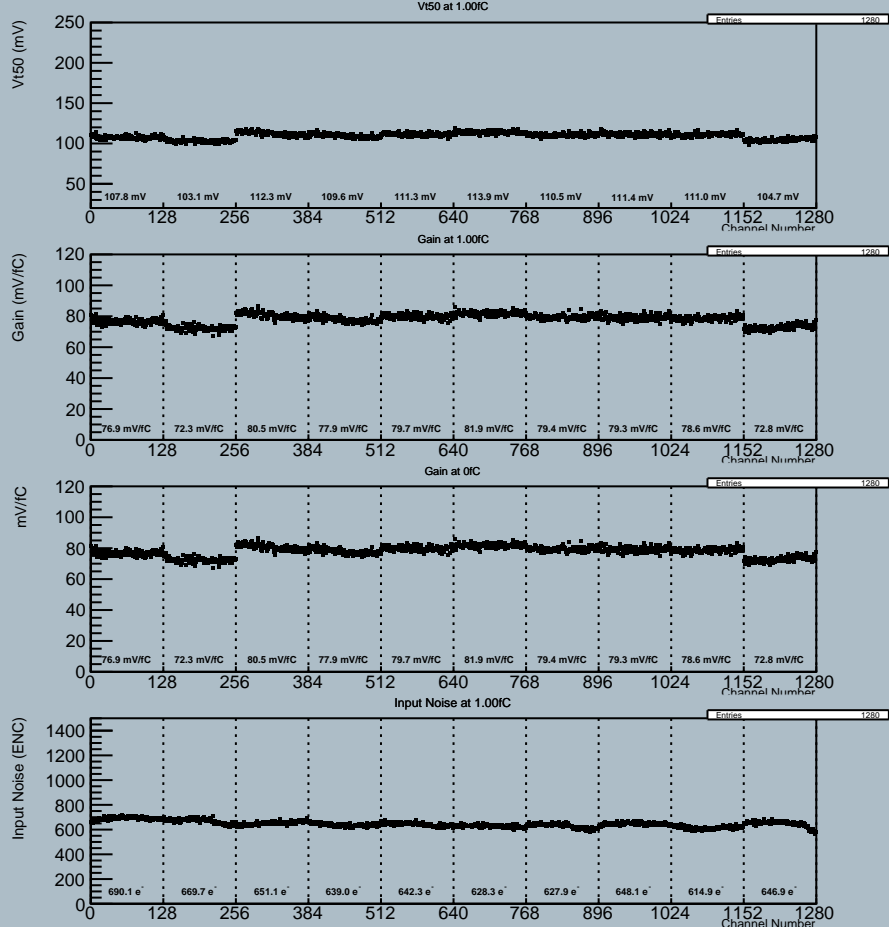 Vt50 at 1.00fC
Entries 1280
Vt50 (mV)
250
200
150
100
50
107.8 mV 103.1 mV 112.3 mV 109.6 mV 111.3 mV 113.9 mV 110.5 mV 111.4 mV 111.0 mV 104.7 mV
0 128 256 384 512 640 768 896 1024 1152 1280
Channel Number
Gain at 1.00fC
Entries 1280
Gain (mV/fC)
120
100
80
60
40
20
0
76.9 mV/fC 72.3 mV/fC 80.5 mV/fC 77.9 mV/fC 79.7 mV/fC 81.9 mV/fC 79.4 mV/fC 79.3 mV/fC 78.6 mV/fC 72.8 mV/fC
0 128 256 384 512 640 768 896 1024 1152 1280
Channel Number
Gain at 0fC
Entries 1280
mV/fC
120
100
80
60
40
20
0
76.9 mV/fC 72.3 mV/fC 80.5 mV/fC 77.9 mV/fC 79.7 mV/fC 81.9 mV/fC 79.4 mV/fC 79.3 mV/fC 78.6 mV/fC 72.8 mV/fC
0 128 256 384 512 640 768 896 1024 1152 1280
Channel Number
Input Noise at 1.00fC
Entries 1280
Input Noise (ENC)
1400
1200
1000
800
600
400
200
0
690.1 e⁻ 669.7 e⁻ 651.1 e⁻ 639.0 e⁻ 642.3 e⁻ 628.3 e⁻ 627.9 e⁻ 648.1 e⁻ 614.9 e⁻ 646.9 e⁻
0 128 256 384 512 640 768 896 1024 1152 1280
Channel Number